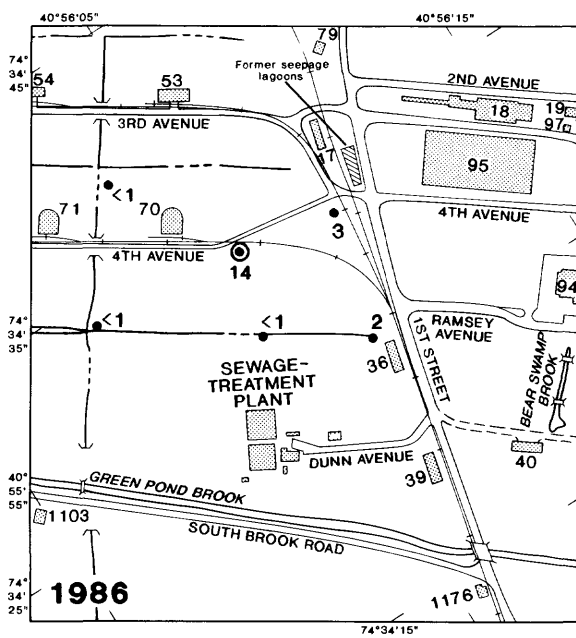 40°56'05"
40°56'15"
79
74°
34'
45"
Former seepage
lagoons
2ND AVENUE
54
53
18
19
97
3RD AVENUE
17
95
<1
71
70
3
4TH AVENUE
4TH AVENUE
14
94
74°
34'
35"
<1
<1
2
RAMSEY
AVENUE
1ST STREET
36
SEWAGE-
TREATMENT
PLANT
BEAR SWAMP
BROOK
DUNN AVENUE
40
39
40°
55'
55"
GREEN POND BROOK
1103
SOUTH BROOK ROAD
74°
34'
25"
1986
1176
74°34'15"